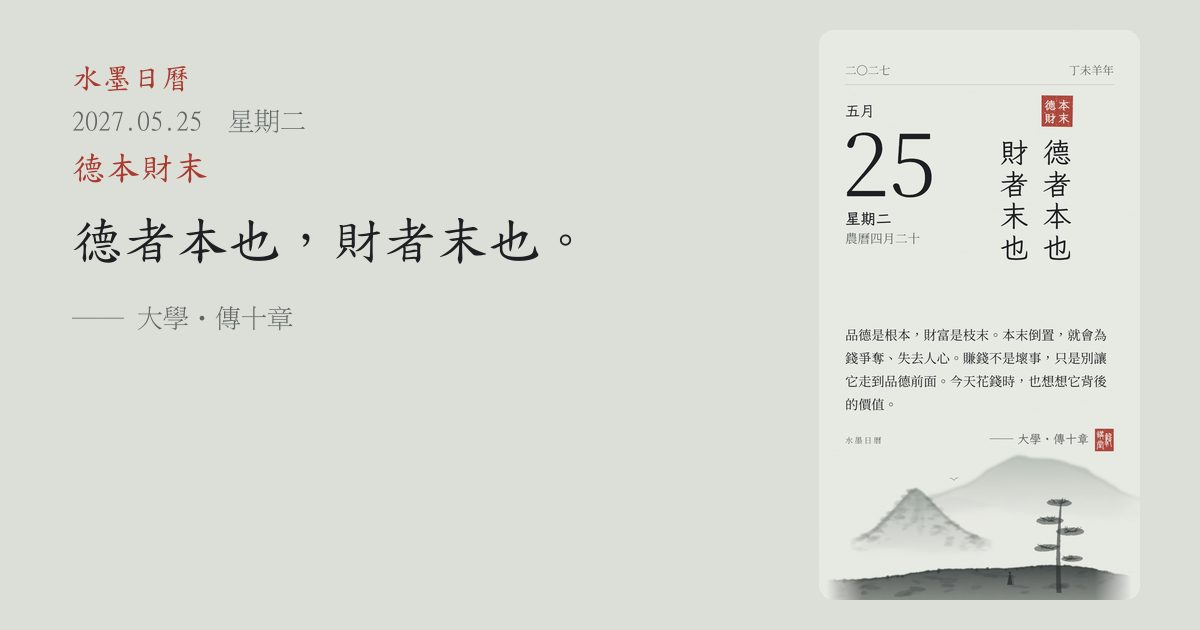 水墨日曆
2027.05.25 星期二
德本財末
德者本也，財者末也。
—— 大學·傳十章
二〇二七
丁未羊年
五月
25
星期二
農曆四月二十
德本財末
德者本也
財者末也
品德是根本，財富是枝末。本末倒置，就會為
錢爭奪、失去人心。賺錢不是壞事，只是別讓
它走到品德前面。今天花錢時，也想想它背後
的價值。
水墨日曆
—— 大學·傳十章